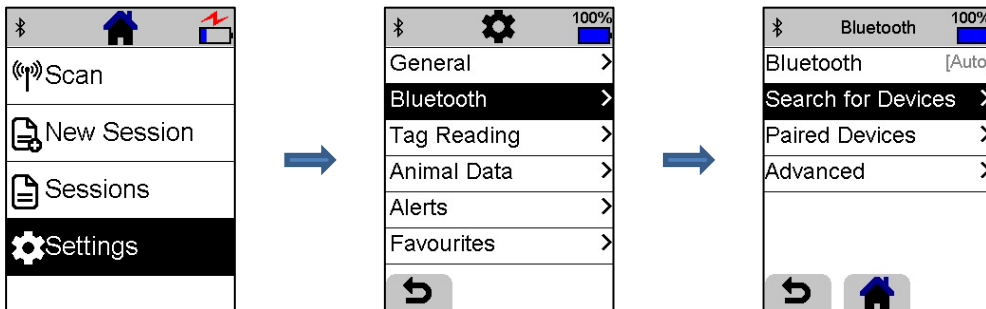 Scan
New Session
Sessions
Settings
100%
General
Bluetooth
Tag Reading
Animal Data
Alerts
Favourites
Bluetooth
100%
Bluetooth [Auto
Search for Devices
Paired Devices
Advanced